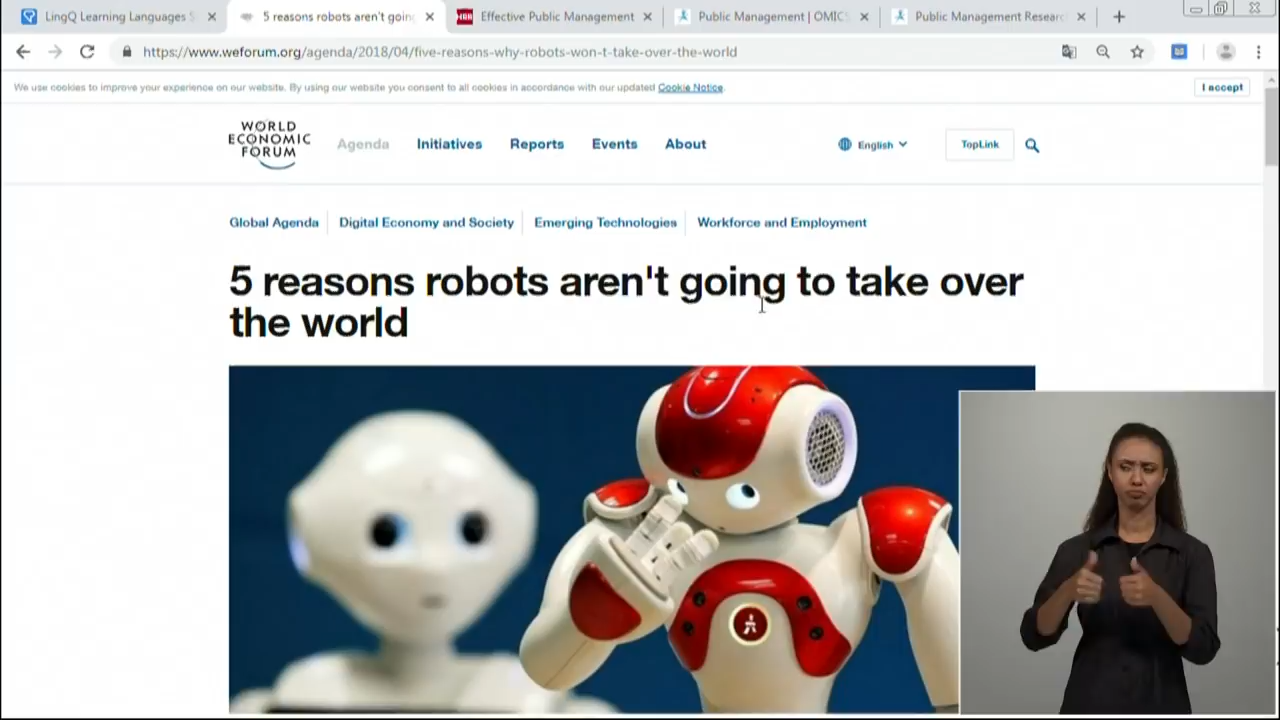 LingQ Learning Languages
5 reasons robots aren't goin
HBR
Effective Public Management
Public Management | OMICS
Public Management Researc
https://www.weforum.org/agenda/2018/04/five-reasons-why-robots-won-t-take-over-the-world
We use cookies to improve your experience on our website. By using our website you consent to all cookies in accordance with our updated Cookie Notice.
I accept
WORLD
ECONOMIC
FORUM
Agenda
Initiatives
Reports
Events
About
English
TopLink
Global Agenda
Digital Economy and Society
Emerging Technologies
Workforce and Employment
5 reasons robots aren't going to take over
the world